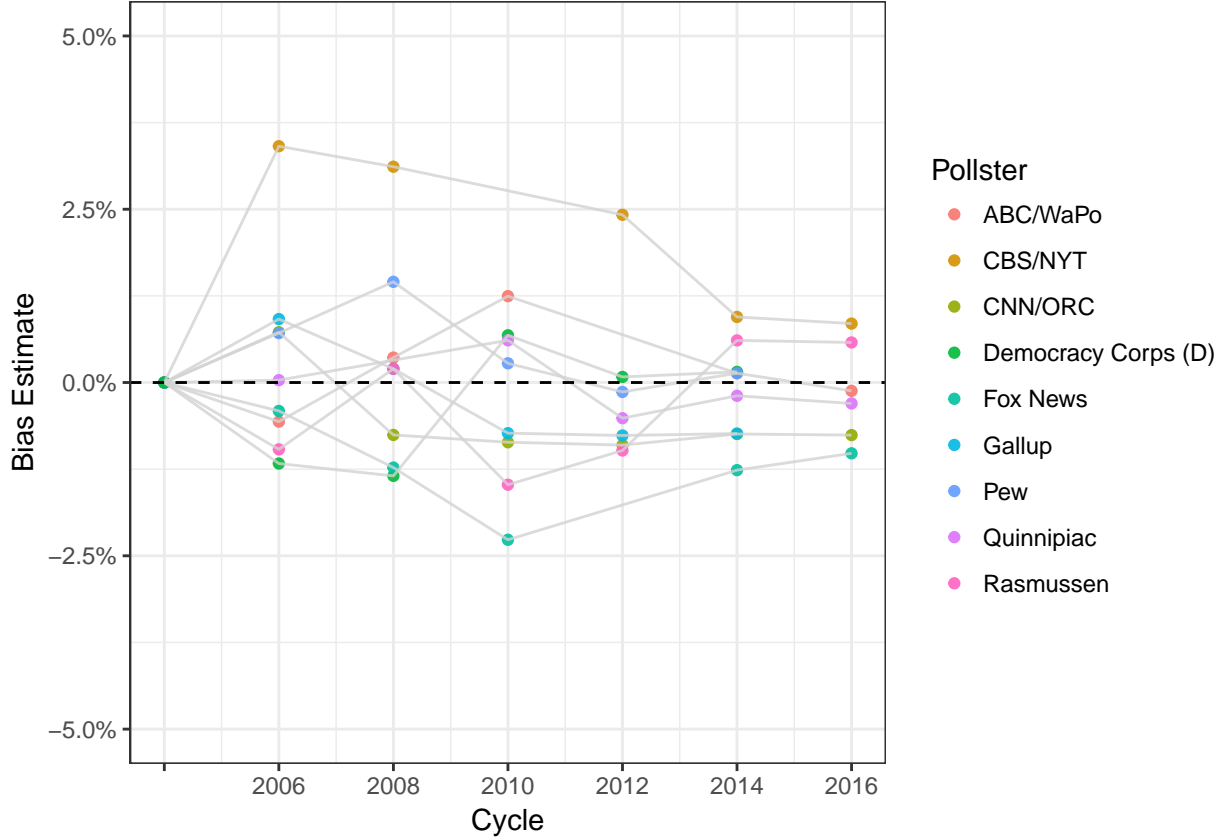 5.0%
2.5%
0.0%
−2.5%
−5.0%
Bias Estimate
2006 2008 2010 2012 2014 2016
Cycle
Pollster
ABC/WaPo
CBS/NYT
CNN/ORC
Democracy Corps (D)
Fox News
Gallup
Pew
Quinnipiac
Rasmussen